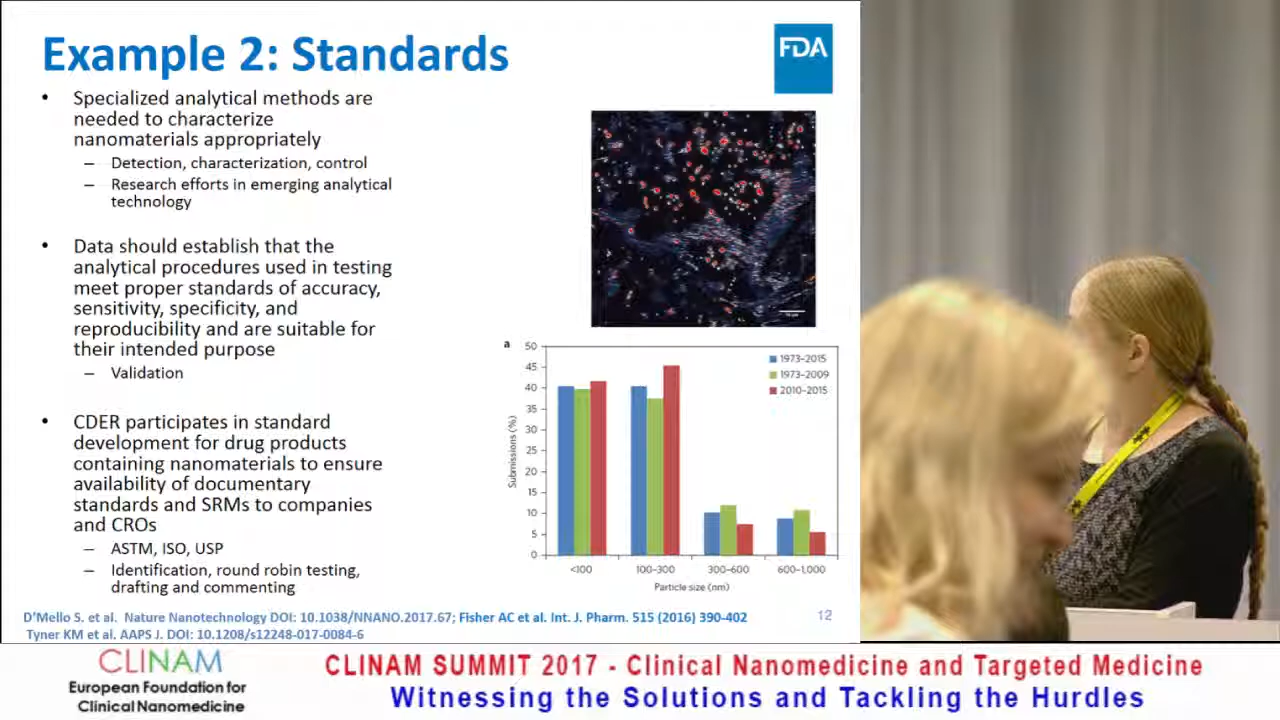 Example 2: Standards
FDA
• Specialized analytical methods are
needed to characterize
nanomaterials appropriately
– Detection, characterization, control
– Research efforts in emerging analytical
technology
• Data should establish that the
analytical procedures used in testing
meet proper standards of accuracy,
sensitivity, specificity, and
reproducibility and are suitable for
their intended purpose
– Validation
• CDER participates in standard
development for drug products
containing nanomaterials to ensure
availability of documentary
standards and SRMs to companies
and CROs
– ASTM, ISO, USP
– Identification, round robin testing,
drafting and commenting
a
50
45
40
35
30
25
20
15
10
5
0
Submissions (%)
1973-2015
1973-2009
2010-2015
<100
100-300
300-600
600-1,000
Particle size (nm)
D'Mello S. et al. Nature Nanotechnology DOI: 10.1038/NNANO.2017.67; Fisher AC et al. Int. J. Pharm. 515 (2016) 390-402
Tyner KM et al. AAPS J. DOI: 10.1208/s12248-017-0084-6
12
CLINAM
European Foundation for
Clinical Nanomedicine
CLINAM SUMMIT 2017 - Clinical Nanomedicine and Targeted Medicine
Witnessing the Solutions and Tackling the Hurdles